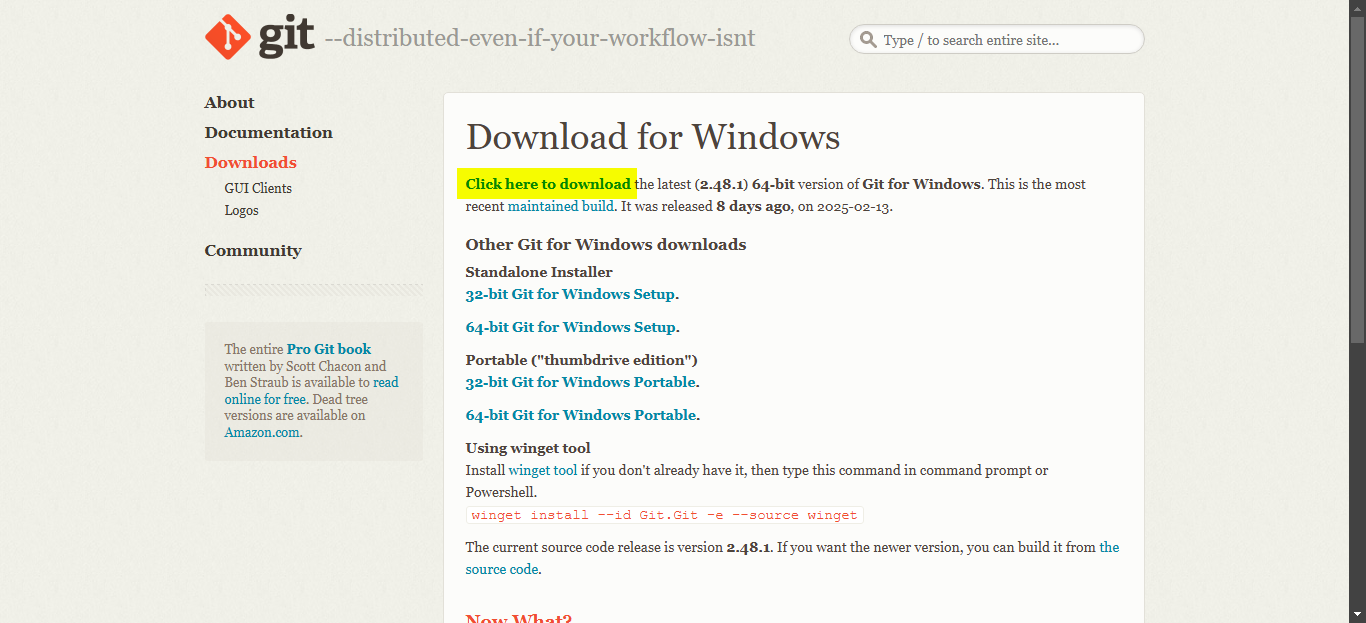 git --distributed-even-if-your-workflow-isnt
Type / to search entire site...
About
Documentation
Downloads
GUI Clients
Logos
Community
The entire Pro Git book
written by Scott Chacon and
Ben Straub is available to read
online for free. Dead tree
versions are available on
Amazon.com.
Download for Windows
Click here to download the latest (2.48.1) 64-bit version of Git for Windows. This is the most
recent maintained build. It was released 8 days ago, on 2025-02-13.
Other Git for Windows downloads
Standalone Installer
32-bit Git for Windows Setup.
64-bit Git for Windows Setup.
Portable ("thumbdrive edition")
32-bit Git for Windows Portable.
64-bit Git for Windows Portable.
Using winget tool
Install winget tool if you don't already have it, then type this command in command prompt or
Powershell.
winget install --id Git.Git -e --source winget
The current source code release is version 2.48.1. If you want the newer version, you can build it from the
source code.
Now What?